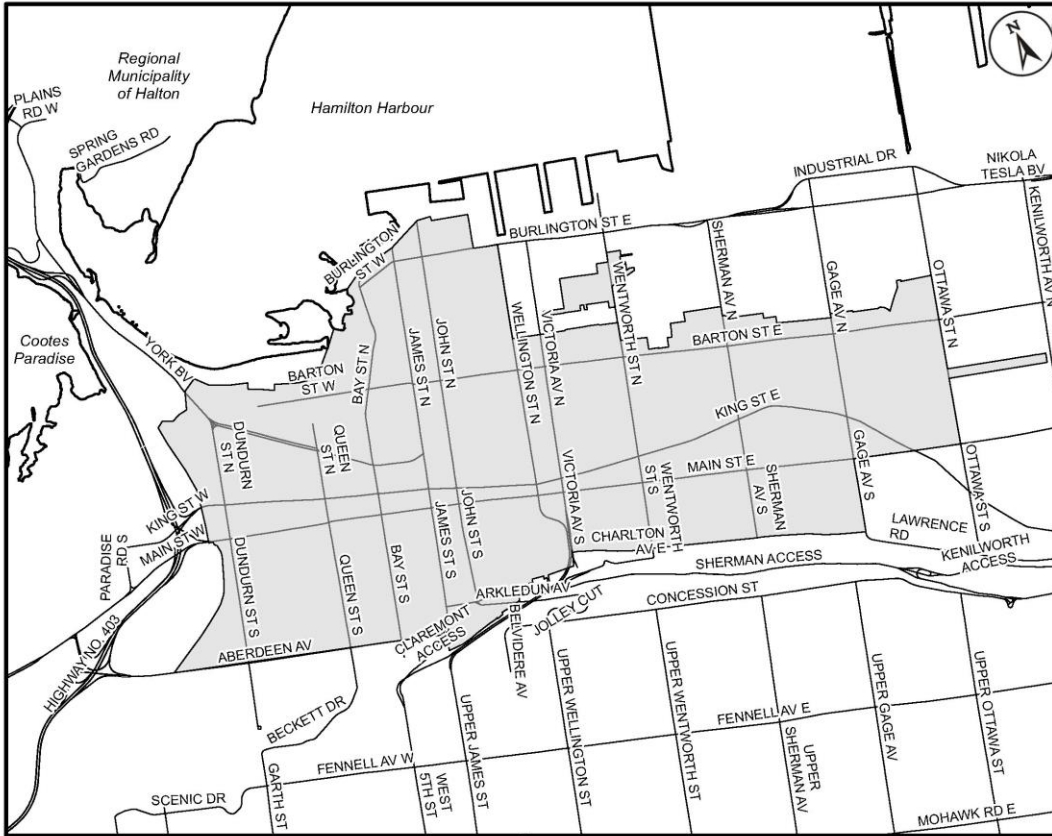 Regional
Municipality
of Halton
Hamilton Harbour
N
PLAINS
RD W
SPRING
GARDENS RD
INDUSTRIAL DR
NIKOLA
TESLA BV
KENILWORTH AV N
BURLINGTON ST E
BURLINGTON
ST W
SHERMAN AV N
GAGE AV N
OTTAWA ST N
WENTWORTH ST N
Cootes
Paradise
YORK BV
BARTON
ST W
BAY ST N
JAMES ST N
JOHN ST N
WELLINGTON ST N
VICTORIA AV N
BARTON ST E
KING ST E
DUNDURN
ST N
QUEEN
ST N
MAIN ST E
KING ST W
MAIN ST W
VICTORIA AV S
WENTWORTH
ST S
SHERMAN
AV S
GAGE AV S
OTTAWA ST S
PARADISE
RD S
DUNDURN ST S
QUEEN ST S
BAY ST S
JAMES ST S
JOHN ST S
CHARLTON
AV E
LAWRENCE
RD
KENILWORTH
ACCESS
SHERMAN ACCESS
ARKLEDUN AV
CONCESSION ST
JOLLEY CUT
BELVIDERE AV
CLAREMONT
ACCESS
ABERDEEN AV
HIGHWAY NO. 403
BECKETT DR
FENNELL AV W
FENNELL AV E
SCENIC DR
GARTH ST
WEST
5TH ST
UPPER JAMES ST
UPPER WELLINGTON ST
UPPER WENTWORTH ST
UPPER
SHERMAN AV
UPPER GAGE AV
UPPER OTTAWA ST
MOHAWK RD E